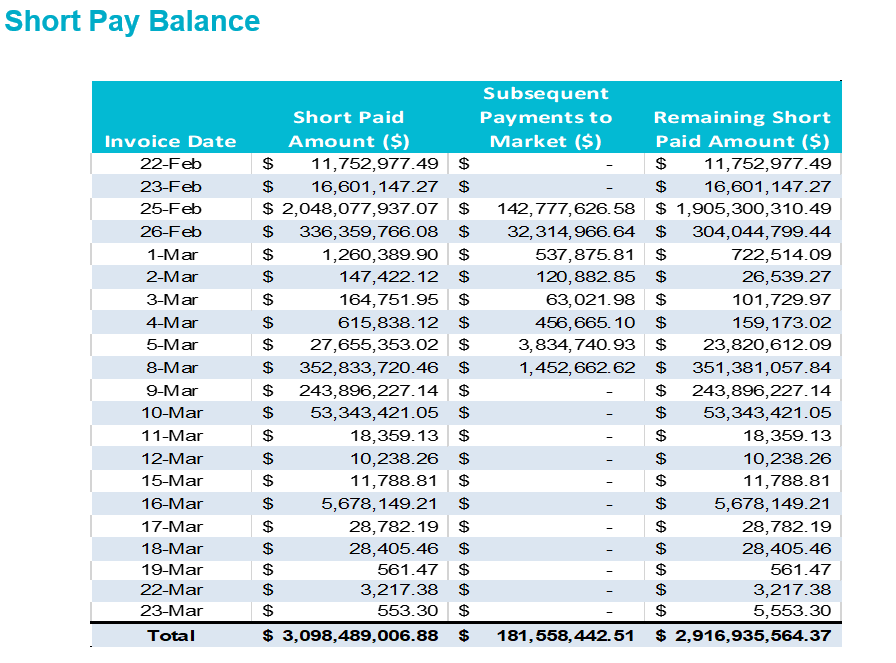 Short Pay Balance
Subsequent
Short Paid Payments to Remaining Short
Invoice Date Amount ($) Market ($) Paid Amount ($)
22-Feb $ 11,752,977.49 $ - $ 11,752,977.49
23-Feb $ 16,601,147.27 $ - $ 16,601,147.27
25-Feb $ 2,048,077,937.07 $ 142,777,626.58 $ 1,905,300,310.49
26-Feb $ 336,359,766.08 $ 32,314,966.64 $ 304,044,799.44
1-Mar $ 1,260,389.90 $ 537,875.81 $ 722,514.09
2-Mar $ 147,422.12 $ 120,882.85 $ 26,539.27
3-Mar $ 164,751.95 $ 63,021.98 $ 101,729.97
4-Mar $ 615,838.12 $ 456,665.10 $ 159,173.02
5-Mar $ 27,655,353.02 $ 3,834,740.93 $ 23,820,612.09
8-Mar $ 352,833,720.46 $ 1,452,662.62 $ 351,381,057.84
9-Mar $ 243,896,227.14 $ - $ 243,896,227.14
10-Mar $ 53,343,421.05 $ - $ 53,343,421.05
11-Mar $ 18,359.13 $ - $ 18,359.13
12-Mar $ 10,238.26 $ - $ 10,238.26
15-Mar $ 11,788.81 $ - $ 11,788.81
16-Mar $ 5,678,149.21 $ - $ 5,678,149.21
17-Mar $ 28,782.19 $ - $ 28,782.19
18-Mar $ 28,405.46 $ - $ 28,405.46
19-Mar $ 561.47 $ - $ 561.47
22-Mar $ 3,217.38 $ - $ 3,217.38
23-Mar $ 553.30 $ - $ 5,553.30
Total $ 3,098,489,006.88 $ 181,558,442.51 $ 2,916,935,564.37